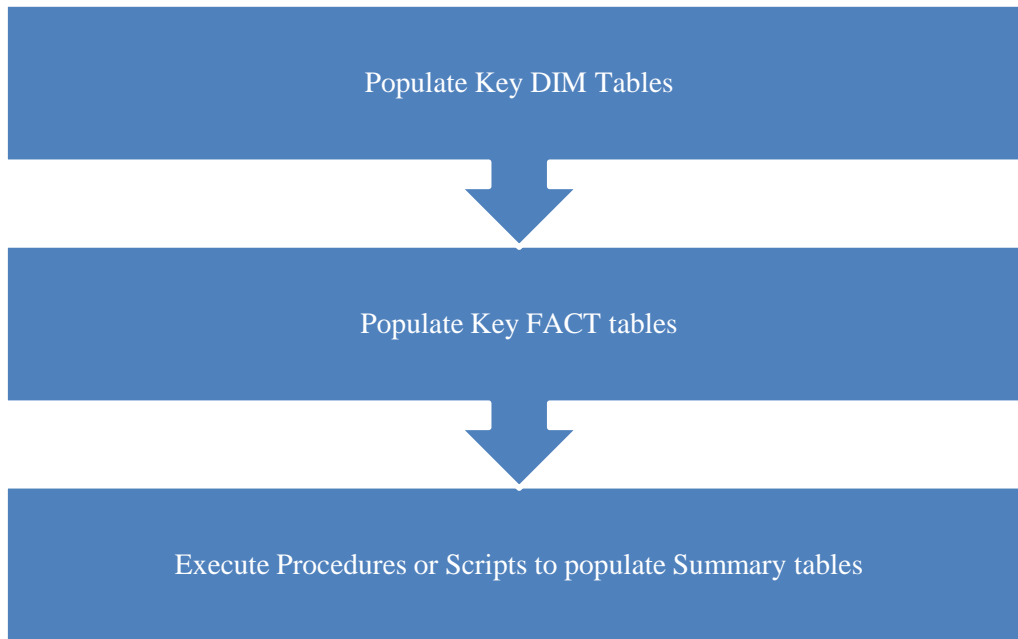 Populate Key DIM Tables
Populate Key FACT tables
Execute Procedures or Scripts to populate Summary tables